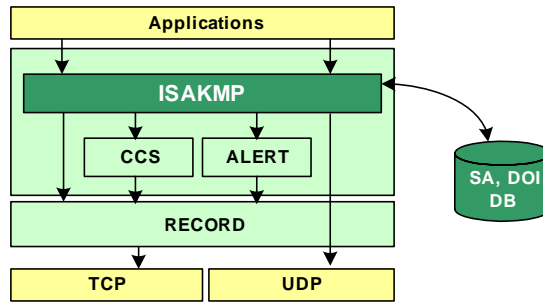 Applications
ISAKMP
CCS
ALERT
SA, DOI
DB
RECORD
TCP
UDP